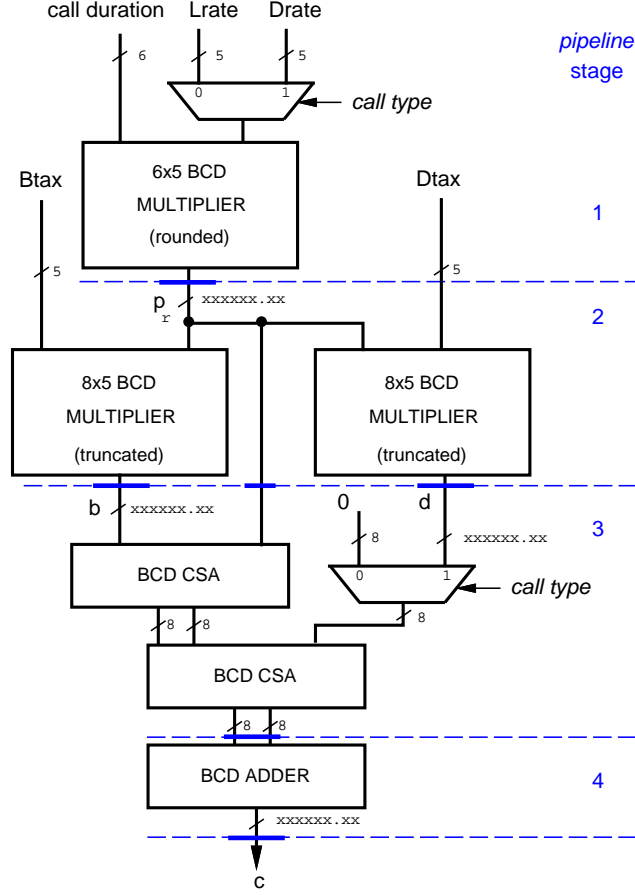 call duration Lrate Drate
pipeline
stage
6 5 5
0 1
call type
6x5 BCD
MULTIPLIER
(rounded)
Btax
Dtax
1
5
5
pr xxxxxx.xx
2
8x5 BCD
MULTIPLIER
(truncated)
8x5 BCD
MULTIPLIER
(truncated)
b xxxxxx.xx
0 d
3
8
xxxxxx.xx
0 1
BCD CSA
call type
8 8
8
BCD CSA
8 8
BCD ADDER
4
xxxxxx.xx
c